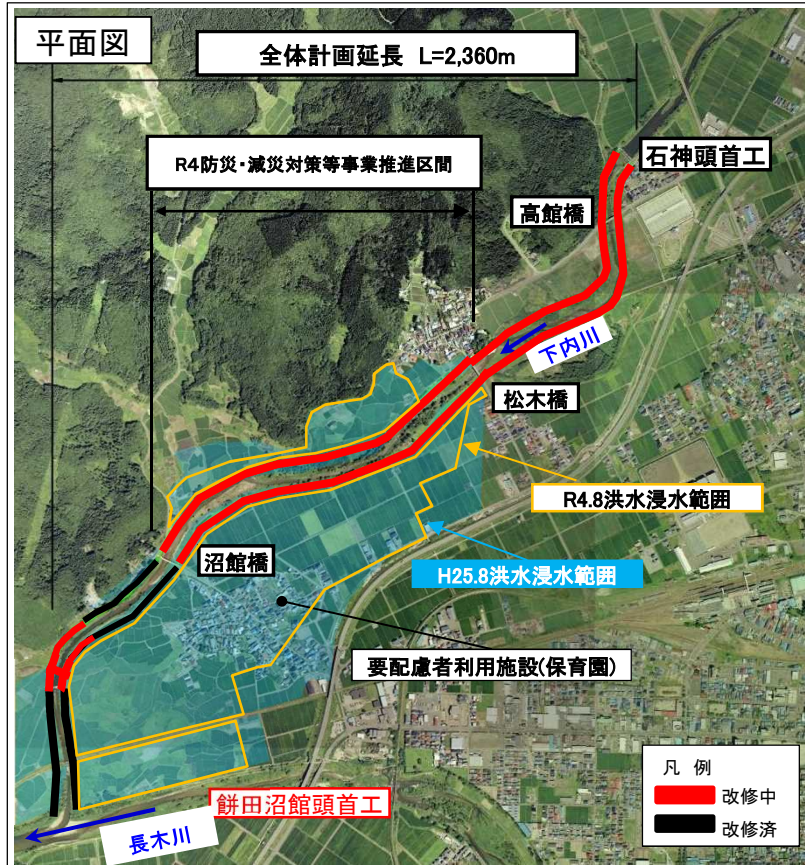 平面図
全体計画延長 L=2,360m
R4防災・減災対策等事業推進区間
石神頭首工
高館橋
下内川
松木橋
R4.8洪水浸水範囲
沼館橋
H25.8洪水浸水範囲
要配慮者利用施設(保育園)
餅田沼館頭首工
長木川
凡 例
改修中
改修済